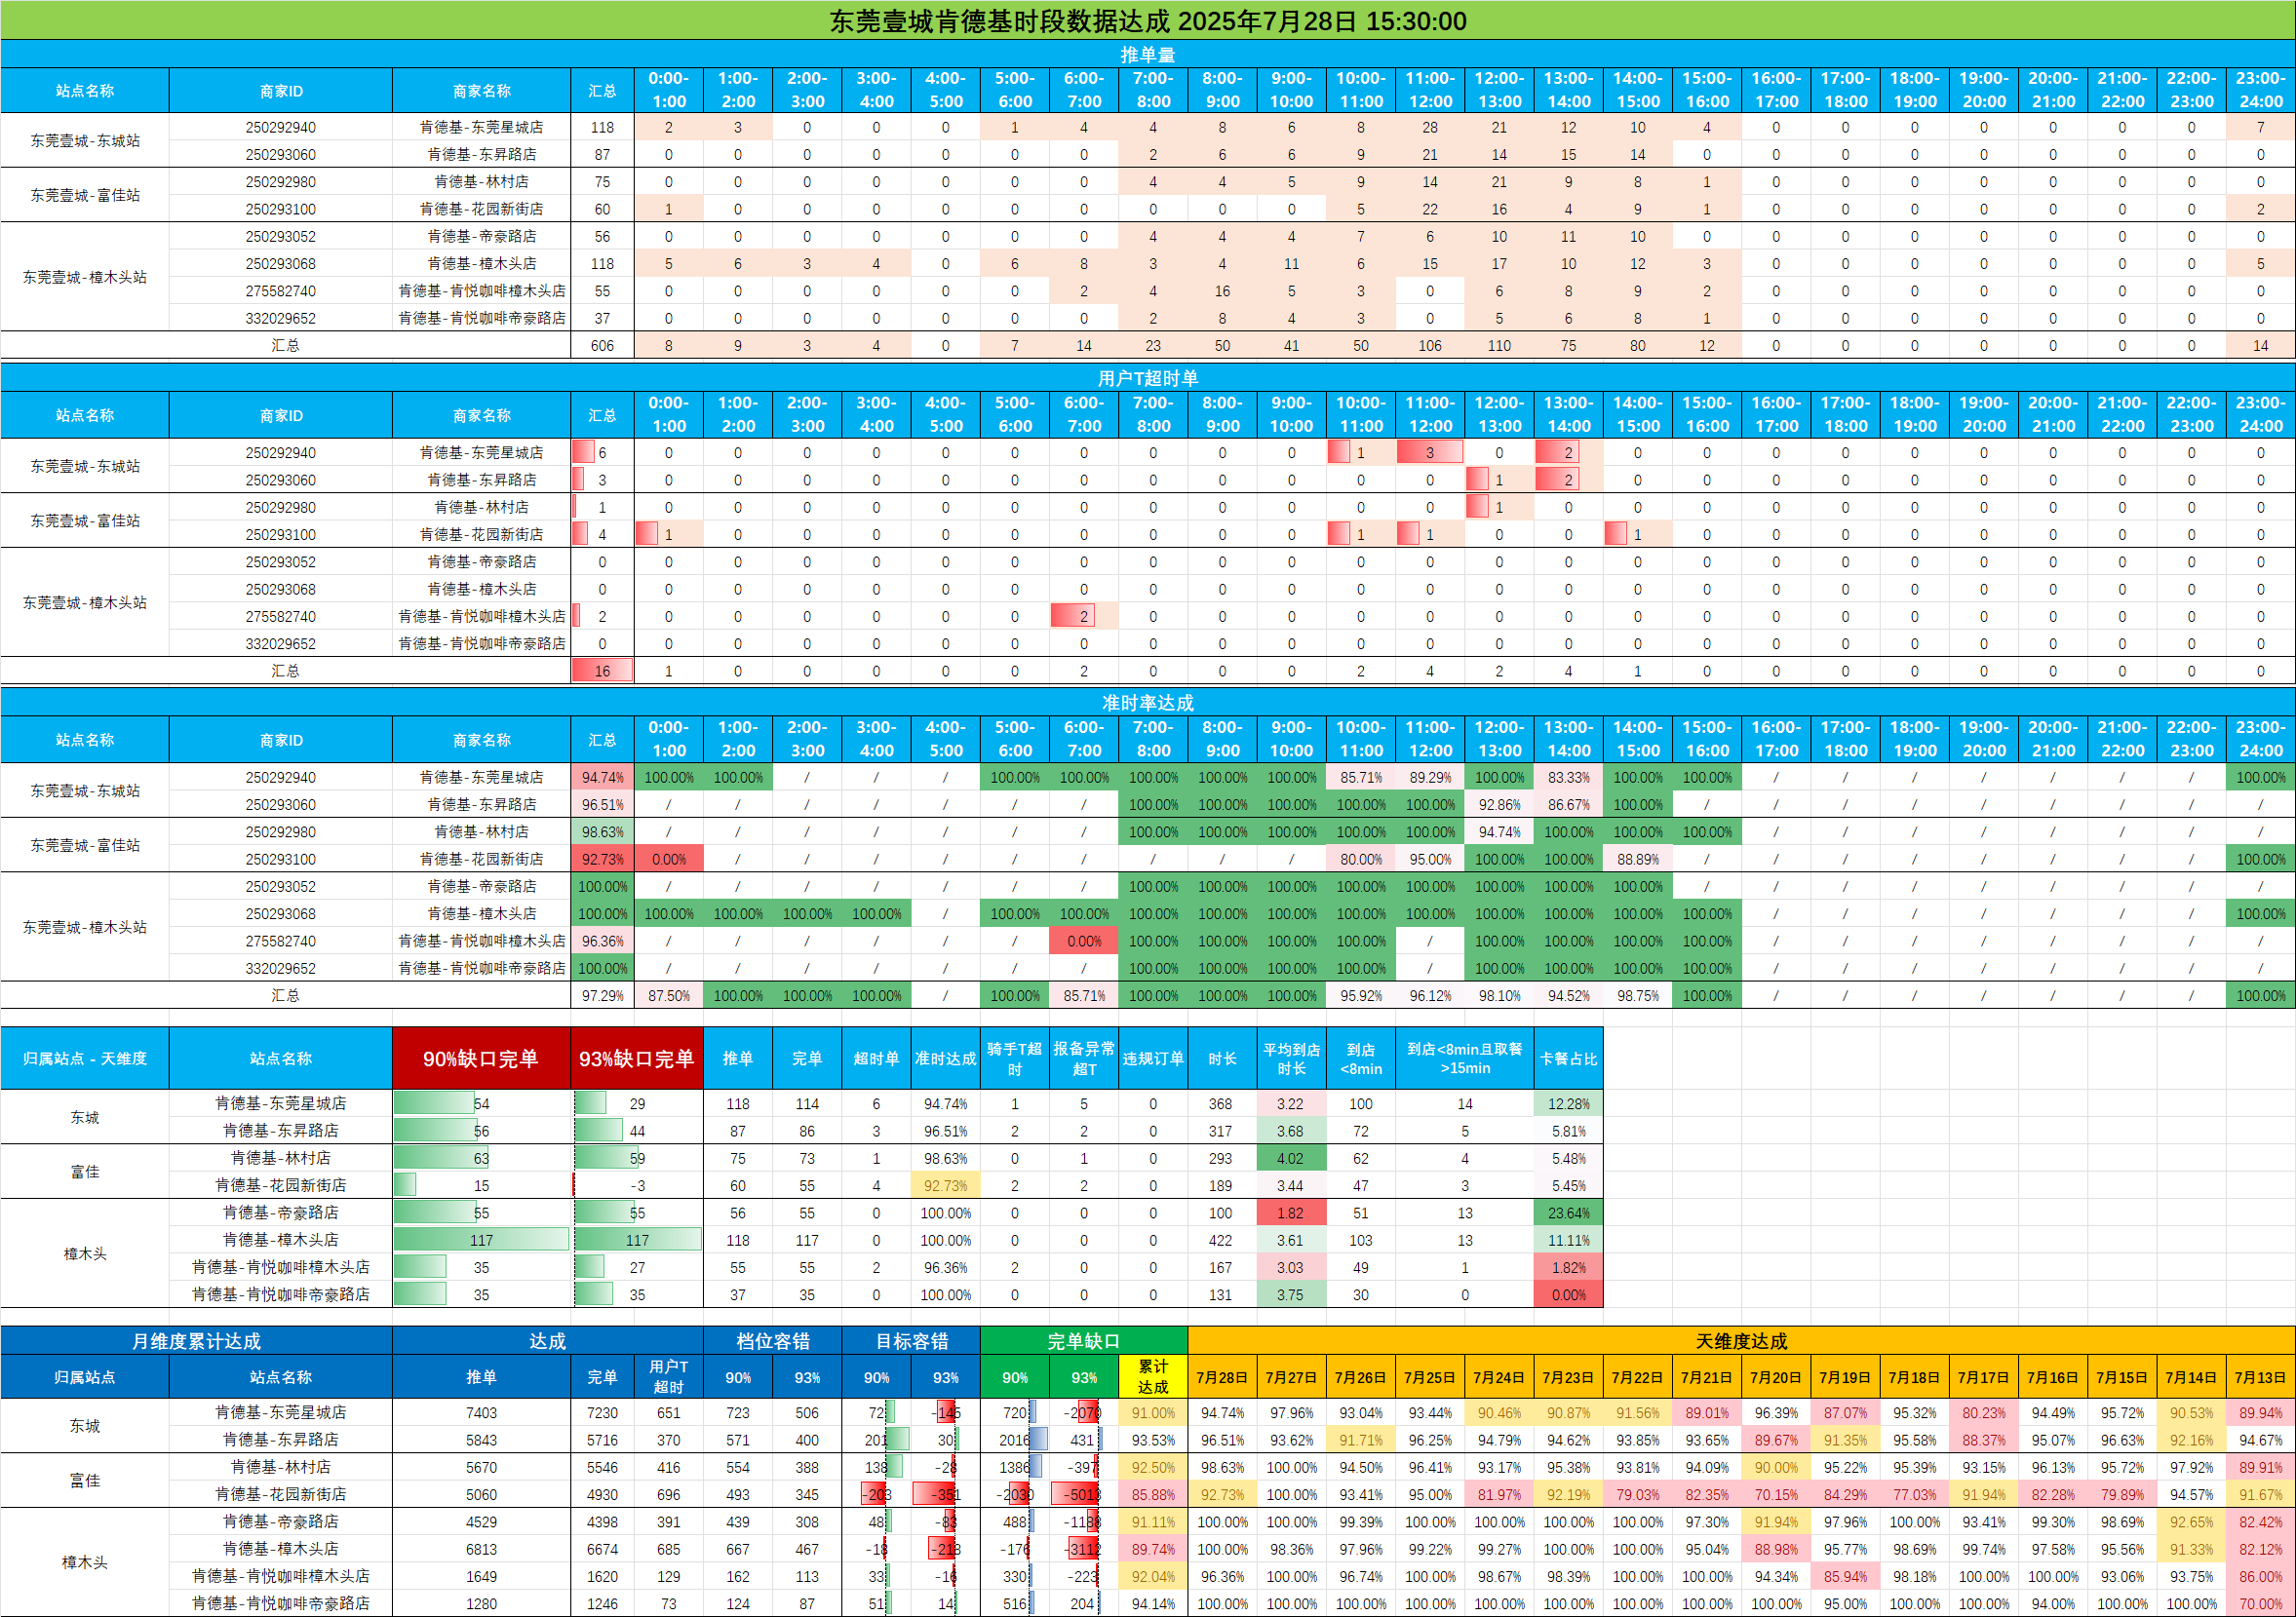 东莞壹城肯德基时段数据达成 2025年7月28日 15:30:00
推单量
站点名称 商家ID 商家名称 汇总 0:00-1:00 1:00-2:00 2:00-3:00 3:00-4:00 4:00-5:00 5:00-6:00 6:00-7:00 7:00-8:00 8:00-9:00 9:00-10:00 10:00-11:00 11:00-12:00 12:00-13:00 13:00-14:00 14:00-15:00 15:00-16:00 16:00-17:00 17:00-18:00 18:00-19:00 19:00-20:00 20:00-21:00 21:00-22:00 22:00-23:00 23:00-24:00
东莞壹城-东城站 250292940 肯德基-东莞星城店 118 2 3 0 0 0 1 4 4 8 6 8 28 21 12 10 4 0 0 0 0 0 0 0 7
250293060 肯德基-东昇路店 87 0 0 0 0 0 0 0 2 6 6 9 21 14 15 14 0 0 0 0 0 0 0 0 0
东莞壹城-富佳站 250292980 肯德基-林村店 75 0 0 0 0 0 0 0 4 4 5 9 14 21 9 8 1 0 0 0 0 0 0 0 0
250293100 肯德基-花园新街店 60 1 0 0 0 0 0 0 0 0 0 5 22 16 4 9 1 0 0 0 0 0 0 0 2
东莞壹城-樟木头站 250293052 肯德基-帝豪路店 56 0 0 0 0 0 0 0 4 4 4 7 6 10 11 10 0 0 0 0 0 0 0 0 0
250293068 肯德基-樟木头店 118 5 6 3 4 0 6 8 3 4 11 6 15 17 10 12 3 0 0 0 0 0 0 0 5
275582740 肯德基-肯悦咖啡樟木头店 55 0 0 0 0 0 0 2 4 16 5 3 0 6 8 9 2 0 0 0 0 0 0 0 0
332029652 肯德基-肯悦咖啡帝豪路店 37 0 0 0 0 0 0 0 2 8 4 3 0 5 6 8 1 0 0 0 0 0 0 0 0
汇总 606 8 9 3 4 0 7 14 23 50 41 50 106 110 75 80 12 0 0 0 0 0 0 0 14
用户T超时单
站点名称 商家ID 商家名称 汇总 0:00-1:00 1:00-2:00 2:00-3:00 3:00-4:00 4:00-5:00 5:00-6:00 6:00-7:00 7:00-8:00 8:00-9:00 9:00-10:00 10:00-11:00 11:00-12:00 12:00-13:00 13:00-14:00 14:00-15:00 15:00-16:00 16:00-17:00 17:00-18:00 18:00-19:00 19:00-20:00 20:00-21:00 21:00-22:00 22:00-23:00 23:00-24:00
东莞壹城-东城站 250292940 肯德基-东莞星城店 6 0 0 0 0 0 0 0 0 0 0 1 3 0 2 0 0 0 0 0 0 0 0 0 0
250293060 肯德基-东昇路店 3 0 0 0 0 0 0 0 0 0 0 0 0 1 2 0 0 0 0 0 0 0 0 0 0
东莞壹城-富佳站 250292980 肯德基-林村店 1 0 0 0 0 0 0 0 0 0 0 0 0 1 0 0 0 0 0 0 0 0 0 0 0
250293100 肯德基-花园新街店 4 1 0 0 0 0 0 0 0 0 0 1 1 0 0 1 0 0 0 0 0 0 0 0 0
东莞壹城-樟木头站 250293052 肯德基-帝豪路店 0 0 0 0 0 0 0 0 0 0 0 0 0 0 0 0 0 0 0 0 0 0 0 0 0
250293068 肯德基-樟木头店 0 0 0 0 0 0 0 0 0 0 0 0 0 0 0 0 0 0 0 0 0 0 0 0 0
275582740 肯德基-肯悦咖啡樟木头店 2 0 0 0 0 0 0 2 0 0 0 0 0 0 0 0 0 0 0 0 0 0 0 0 0
332029652 肯德基-肯悦咖啡帝豪路店 0 0 0 0 0 0 0 0 0 0 0 0 0 0 0 0 0 0 0 0 0 0 0 0 0
汇总 16 1 0 0 0 0 0 2 0 0 0 2 4 2 4 1 0 0 0 0 0 0 0 0 0
准时率达成
站点名称 商家ID 商家名称 汇总 0:00-1:00 1:00-2:00 2:00-3:00 3:00-4:00 4:00-5:00 5:00-6:00 6:00-7:00 7:00-8:00 8:00-9:00 9:00-10:00 10:00-11:00 11:00-12:00 12:00-13:00 13:00-14:00 14:00-15:00 15:00-16:00 16:00-17:00 17:00-18:00 18:00-19:00 19:00-20:00 20:00-21:00 21:00-22:00 22:00-23:00 23:00-24:00
东莞壹城-东城站 250292940 肯德基-东莞星城店 94.74% 100.00% 100.00% / / / 100.00% 100.00% 100.00% 100.00% 100.00% 85.71% 89.29% 100.00% 83.33% 100.00% 100.00% / / / / / / / 100.00%
250293060 肯德基-东昇路店 96.51% / / / / / / / 100.00% 100.00% 100.00% 100.00% 100.00% 92.86% 86.67% 100.00% / / / / / / / / /
东莞壹城-富佳站 250292980 肯德基-林村店 98.63% / / / / / / / 100.00% 100.00% 100.00% 100.00% 100.00% 94.74% 100.00% 100.00% 100.00% / / / / / / / /
250293100 肯德基-花园新街店 92.73% 0.00% / / / / / / / / / 80.00% 95.00% 100.00% 100.00% 88.89% / / / / / / / / 100.00%
东莞壹城-樟木头站 250293052 肯德基-帝豪路店 100.00% / / / / / / / 100.00% 100.00% 100.00% 100.00% 100.00% 100.00% 100.00% 100.00% / / / / / / / / /
250293068 肯德基-樟木头店 100.00% 100.00% 100.00% 100.00% 100.00% / 100.00% 100.00% 100.00% 100.00% 100.00% 100.00% 100.00% 100.00% 100.00% 100.00% 100.00% / / / / / / / 100.00%
275582740 肯德基-肯悦咖啡樟木头店 96.36% / / / / / / 0.00% 100.00% 100.00% 100.00% 100.00% / 100.00% 100.00% 100.00% 100.00% / / / / / / / /
332029652 肯德基-肯悦咖啡帝豪路店 100.00% / / / / / / / 100.00% 100.00% 100.00% 100.00% / 100.00% 100.00% 100.00% 100.00% / / / / / / / /
汇总 97.29% 87.50% 100.00% 100.00% 100.00% / 100.00% 85.71% 100.00% 100.00% 100.00% 95.92% 96.12% 98.10% 94.52% 98.75% 100.00% / / / / / / / 100.00%
归属站点 - 天维度 站点名称 90%缺口完单 93%缺口完单 推单 完单 超时单 准时达成 骑手T超时 报备异常超T 违规订单 时长 平均到店时长 到店<8min 到店<8min且取餐>15min 卡餐占比
东城 肯德基-东莞星城店 54 29 118 114 6 94.74% 1 5 0 368 3.22 100 14 12.28%
肯德基-东昇路店 56 44 87 86 3 96.51% 2 2 0 317 3.68 72 5 5.81%
富佳 肯德基-林村店 63 59 75 73 1 98.63% 0 1 0 293 4.02 62 4 5.48%
肯德基-花园新街店 15 -3 60 55 4 92.73% 2 2 0 189 3.44 47 3 5.45%
樟木头 肯德基-帝豪路店 55 55 56 55 0 100.00% 0 0 0 100 1.82 51 13 23.64%
肯德基-樟木头店 117 117 118 117 0 100.00% 0 0 0 422 3.61 103 13 11.11%
肯德基-肯悦咖啡樟木头店 35 27 55 55 2 96.36% 2 0 0 167 3.03 49 1 1.82%
肯德基-肯悦咖啡帝豪路店 35 35 37 35 0 100.00% 0 0 0 131 3.75 30 0 0.00%
月维度累计达成 达成 档位容错 目标容错 完单缺口 天维度达成
归属站点 站点名称 推单 完单 用户T超时 90% 93% 90% 93% 90% 93% 累计达成 7月28日 7月27日 7月26日 7月25日 7月24日 7月23日 7月22日 7月21日 7月20日 7月19日 7月18日 7月17日 7月16日 7月15日 7月14日 7月13日
东城 肯德基-东莞星城店 7403 7230 651 723 506 72 -145 720 -2070 91.00% 94.74% 97.96% 93.04% 93.44% 90.46% 90.87% 91.56% 89.01% 96.39% 87.07% 95.32% 80.23% 94.49% 95.72% 90.53% 89.94%
肯德基-东昇路店 5843 5716 370 571 400 201 30 2016 431 93.53% 96.51% 93.62% 91.71% 96.25% 94.79% 94.62% 93.85% 93.65% 89.67% 91.35% 95.58% 88.37% 95.07% 96.63% 92.16% 94.67%
富佳 肯德基-林村店 5670 5546 416 554 388 138 -28 1386 -397 92.50% 98.63% 100.00% 94.50% 96.41% 93.17% 95.38% 93.81% 94.09% 90.00% 95.22% 95.39% 93.15% 96.13% 95.72% 97.92% 89.91%
肯德基-花园新街店 5060 4930 696 493 345 -203 -351 -2030 -5013 85.88% 92.73% 100.00% 93.41% 95.00% 81.97% 92.19% 79.03% 82.35% 70.15% 84.29% 77.03% 91.94% 82.28% 79.89% 94.57% 91.67%
樟木头 肯德基-帝豪路店 4529 4398 391 439 308 48 -83 488 -1188 91.11% 100.00% 100.00% 99.39% 100.00% 100.00% 100.00% 100.00% 97.30% 91.94% 97.96% 100.00% 93.41% 99.30% 98.69% 92.65% 82.42%
肯德基-樟木头店 6813 6674 685 667 467 -18 -218 -176 -3112 89.74% 100.00% 98.36% 97.96% 99.22% 99.27% 100.00% 100.00% 95.04% 88.98% 95.77% 98.69% 99.74% 97.58% 95.56% 91.33% 82.12%
肯德基-肯悦咖啡樟木头店 1649 1620 129 162 113 33 -16 330 -223 92.04% 96.36% 100.00% 96.74% 100.00% 98.67% 98.39% 100.00% 100.00% 94.34% 85.94% 98.18% 100.00% 100.00% 93.06% 93.75% 86.00%
肯德基-肯悦咖啡帝豪路店 1280 1246 73 124 87 51 14 516 204 94.14% 100.00% 100.00% 100.00% 100.00% 100.00% 100.00% 100.00% 100.00% 100.00% 95.00% 100.00% 100.00% 94.00% 100.00% 100.00% 70.00%